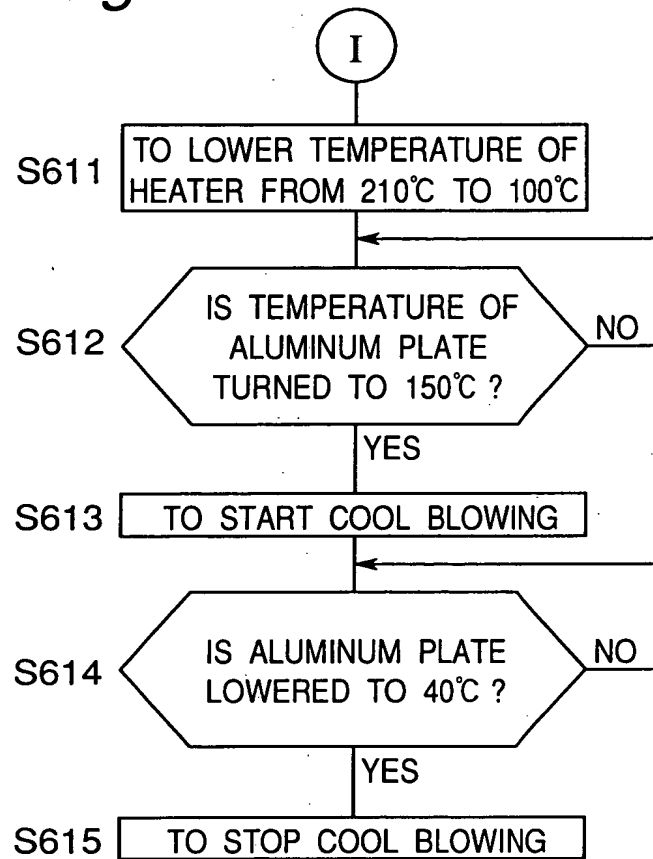 I
S611
TO LOWER TEMPERATURE OF
HEATER FROM 210℃ TO 100℃
S612
IS TEMPERATURE OF
ALUMINUM PLATE
TURNED TO 150℃ ?
NO
YES
S613
TO START COOL BLOWING
S614
IS ALUMINUM PLATE
LOWERED TO 40℃ ?
NO
YES
S615
TO STOP COOL BLOWING